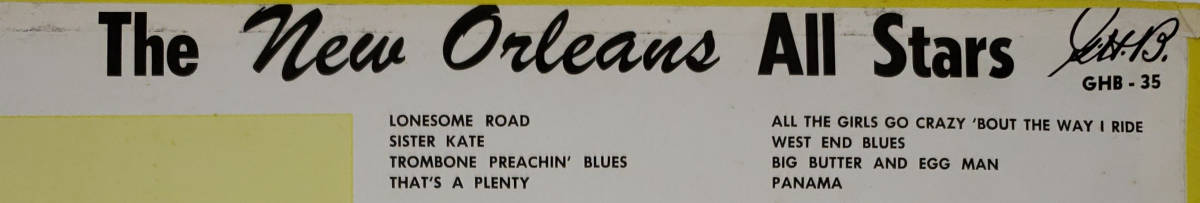 The New Orleans All Stars G.H.B.
GHB - 35
LONESOME ROAD
SISTER KATE
TROMBONE PREACHIN' BLUES
THAT'S A PLENTY
ALL THE GIRLS GO CRAZY 'BOUT THE WAY I RIDE
WEST END BLUES
BIG BUTTER AND EGG MAN
PANAMA